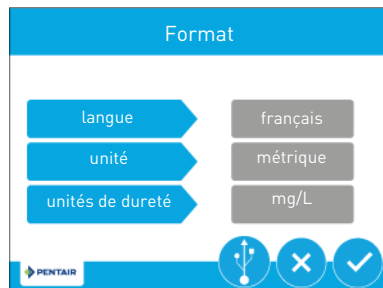 Format
langue français
unité métrique
unités de dureté mg/L
PENTAIR